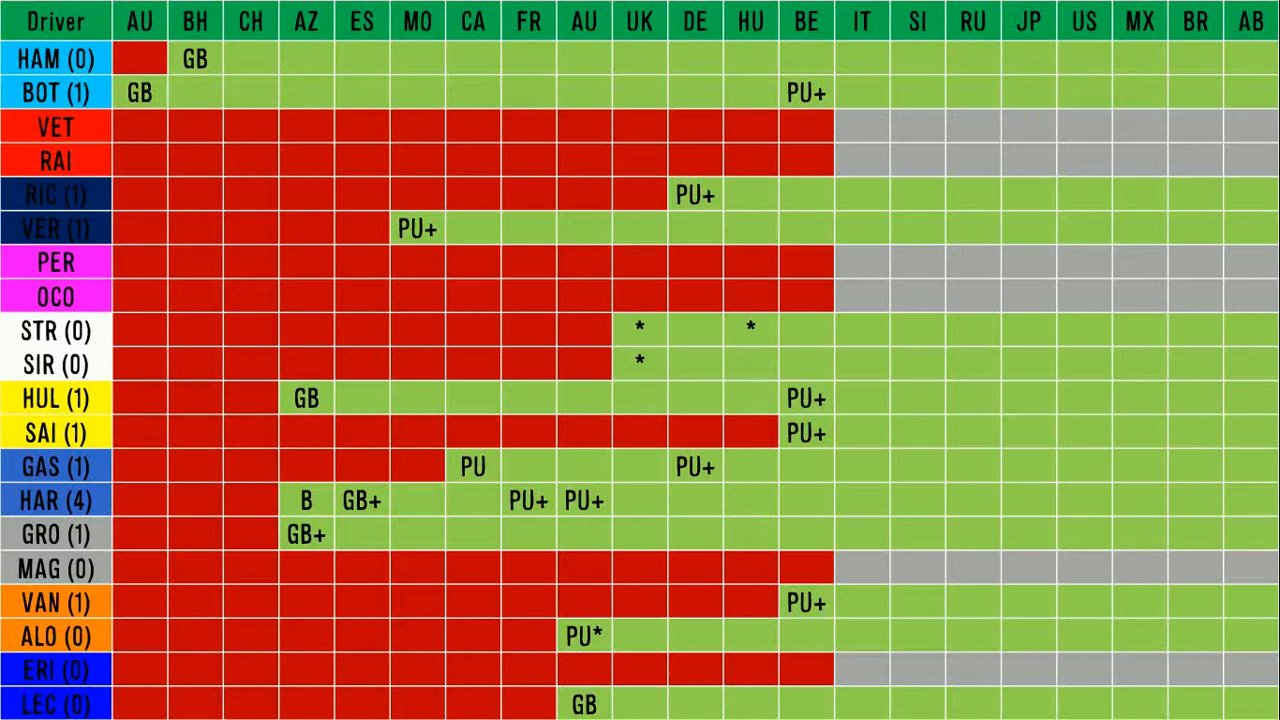 Driver AU BH CH AZ ES MO CA FR AU UK DE HU BE IT SI RU JP US MX BR AB
HAM (0) GB
BOT (1) GB PU+
VET
RAI
RIC (1) PU+
VER (1) PU+
PER
OCO
STR (0) * *
SIR (0) *
HUL (1) GB PU+
SAI (1) PU+
GAS (1) PU PU+
HAR (4) B GB+ PU+ PU+
GRO (1) GB+
MAG (0)
VAN (1) PU+
ALO (0) PU*
ERI (0)
LEC (0) GB